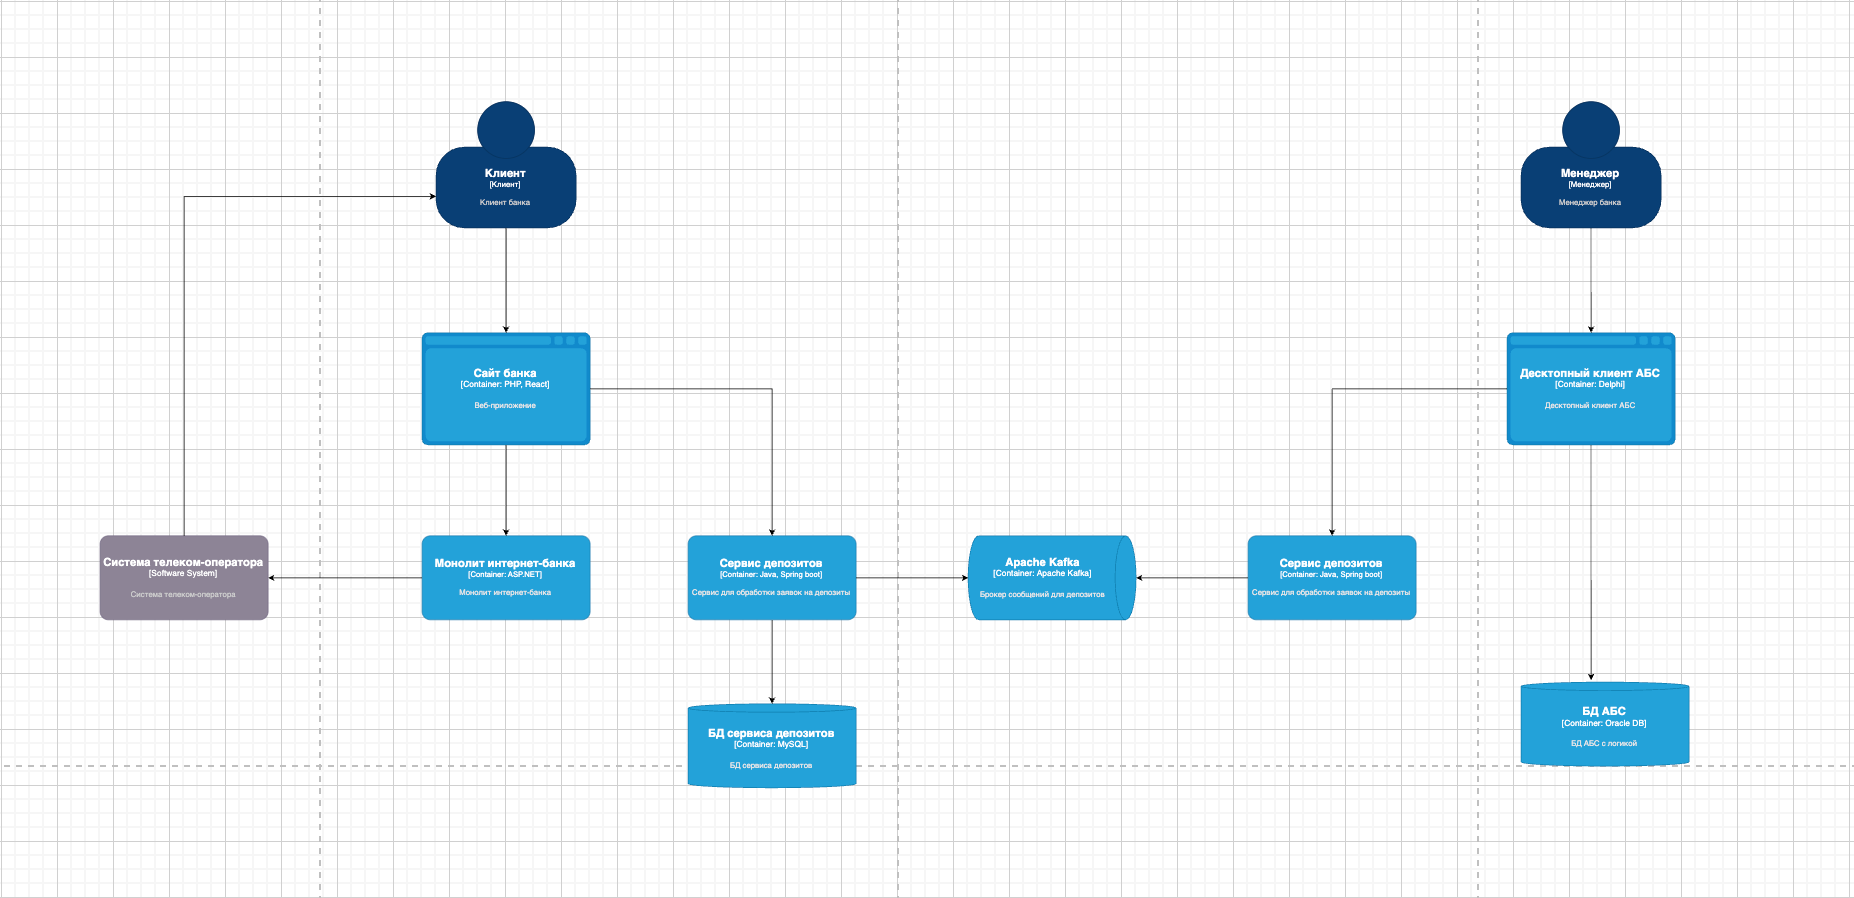 Клиент
[Клиент]
Клиент банка
Менеджер
[Менеджер]
Менеджер банка
Сайт банка
[Container: PHP, React]
Веб-приложение
Десктопный клиент АБС
[Container: Delphi]
Десктопный клиент АБС
Система телеком-оператора
[Software System]
Система телеком-оператора
Монолит интернет-банка
[Container: ASP.NET]
Монолит интернет-банка
Сервис депозитов
[Container: Java, Spring boot]
Сервис для обработки заявок на депозиты
Apache Kafka
[Container: Apache Kafka]
Брокер сообщений для депозитов
Сервис депозитов
[Container: Java, Spring boot]
Сервис для обработки заявок на депозиты
БД сервиса депозитов
[Container: MySQL]
БД сервиса депозитов
БД АБС
[Container: Oracle DB]
БД АБС с логикой